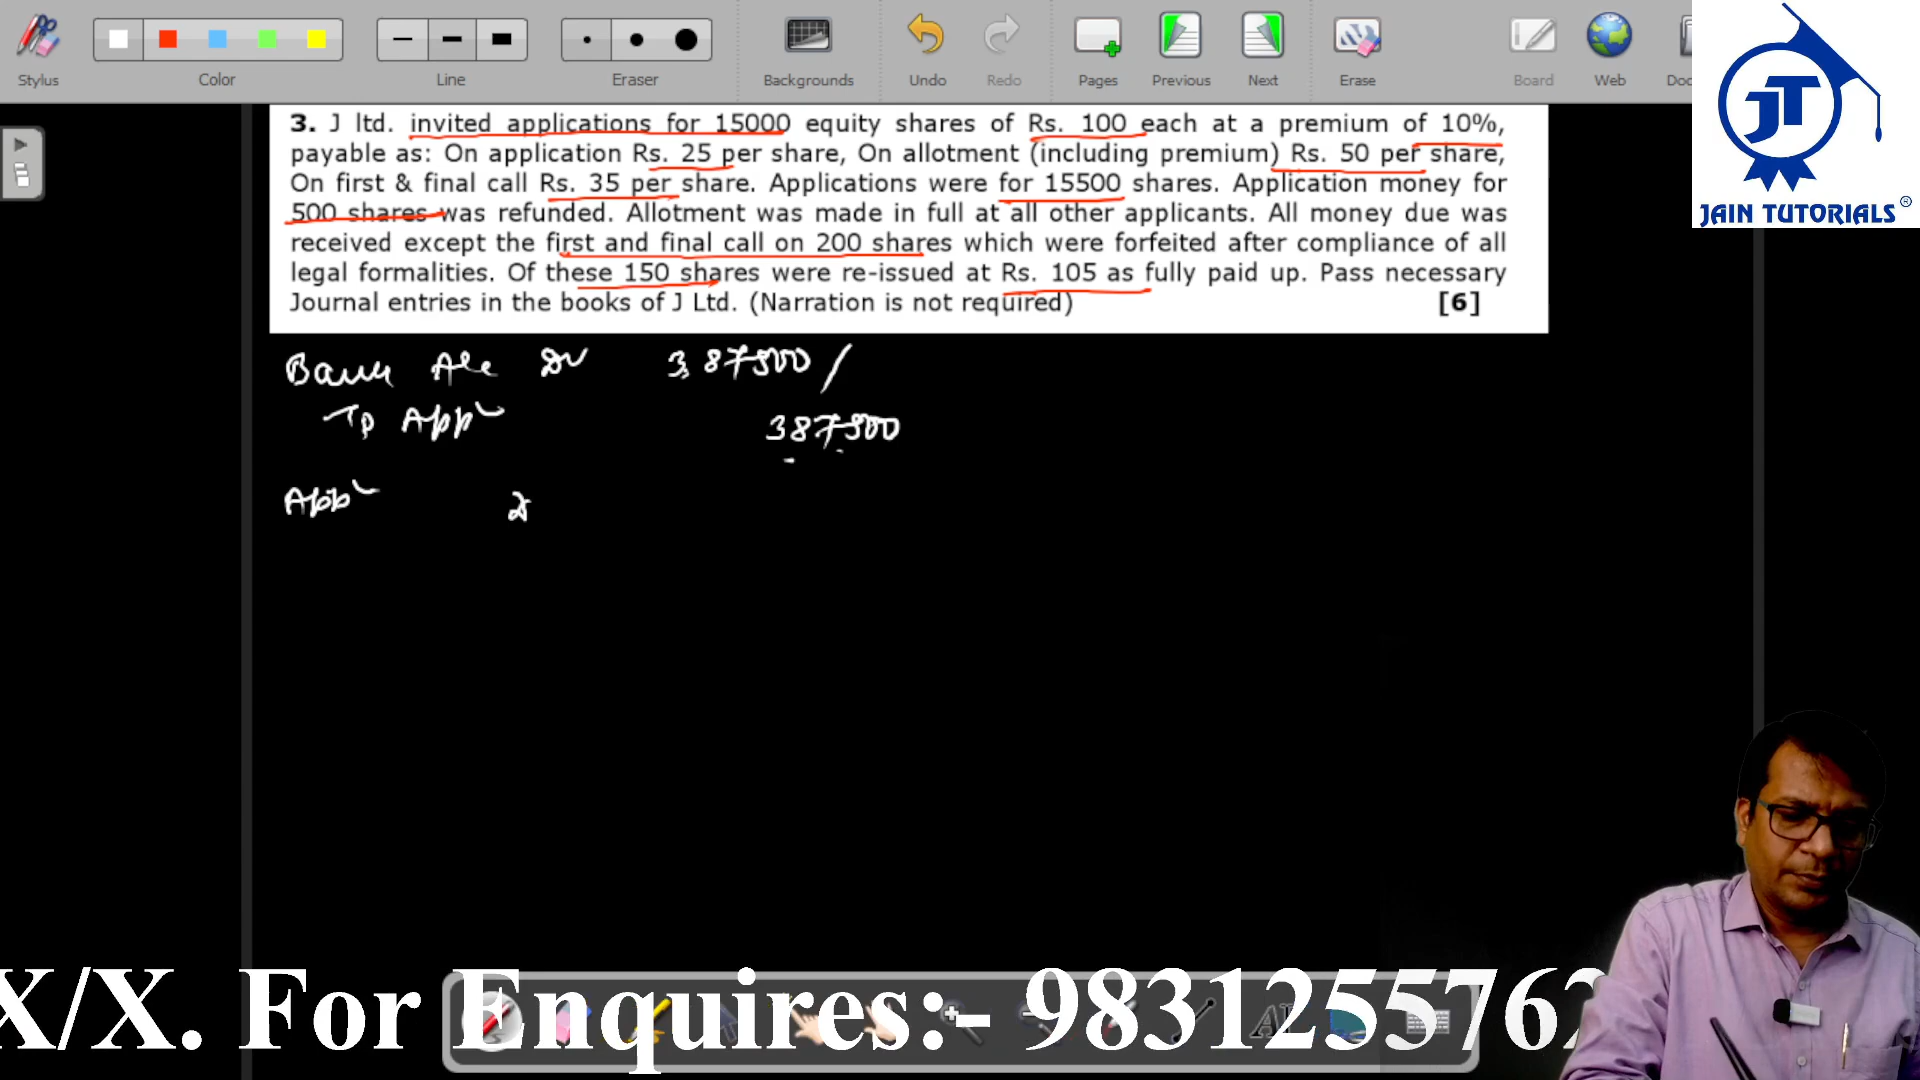 Stylus
Color
Line
Eraser
Backgrounds
Undo
Redo
Pages
Previous
Next
Erase
Board
Web
JT
JAIN TUTORIALS®
3. J ltd. invited applications for 15000 equity shares of Rs. 100 each at a premium of 10%,
payable as: On application Rs. 25 per share, On allotment (including premium) Rs. 50 per share,
On first & final call Rs. 35 per share. Applications were for 15500 shares. Application money for
500 shares was refunded. Allotment was made in full at all other applicants. All money due was
received except the first and final call on 200 shares which were forfeited after compliance of all
legal formalities. Of these 150 shares were re-issued at Rs. 105 as fully paid up. Pass necessary
Journal entries in the books of J Ltd. (Narration is not required) [6]
Bank A/c Dr 387500/
To Appn
387500
Appn
X/X. For Enquires:- 983125576